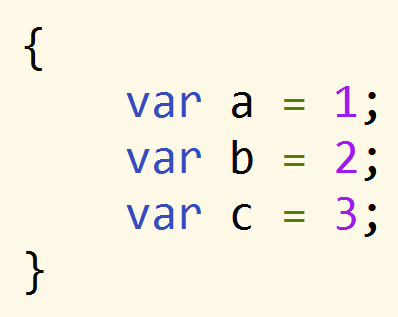 {
    var a = 1;
    var b = 2;
    var c = 3;
}